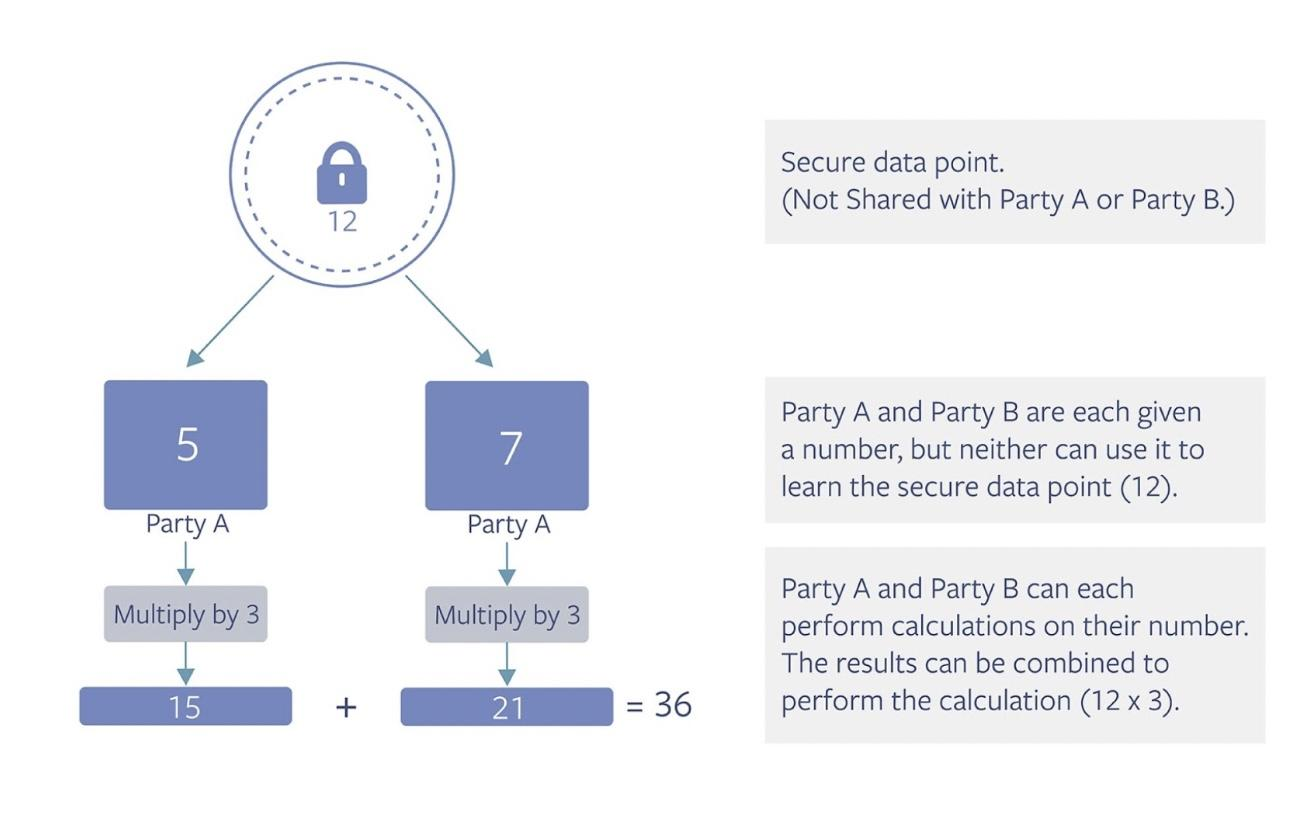 12
Secure data point.
(Not Shared with Party A or Party B.)
5
7
Party A
Party A
Party A and Party B are each given
a number, but neither can use it to
learn the secure data point (12).
Multiply by 3
Multiply by 3
15
+
21
= 36
Party A and Party B can each
perform calculations on their number.
The results can be combined to
perform the calculation (12 x 3).